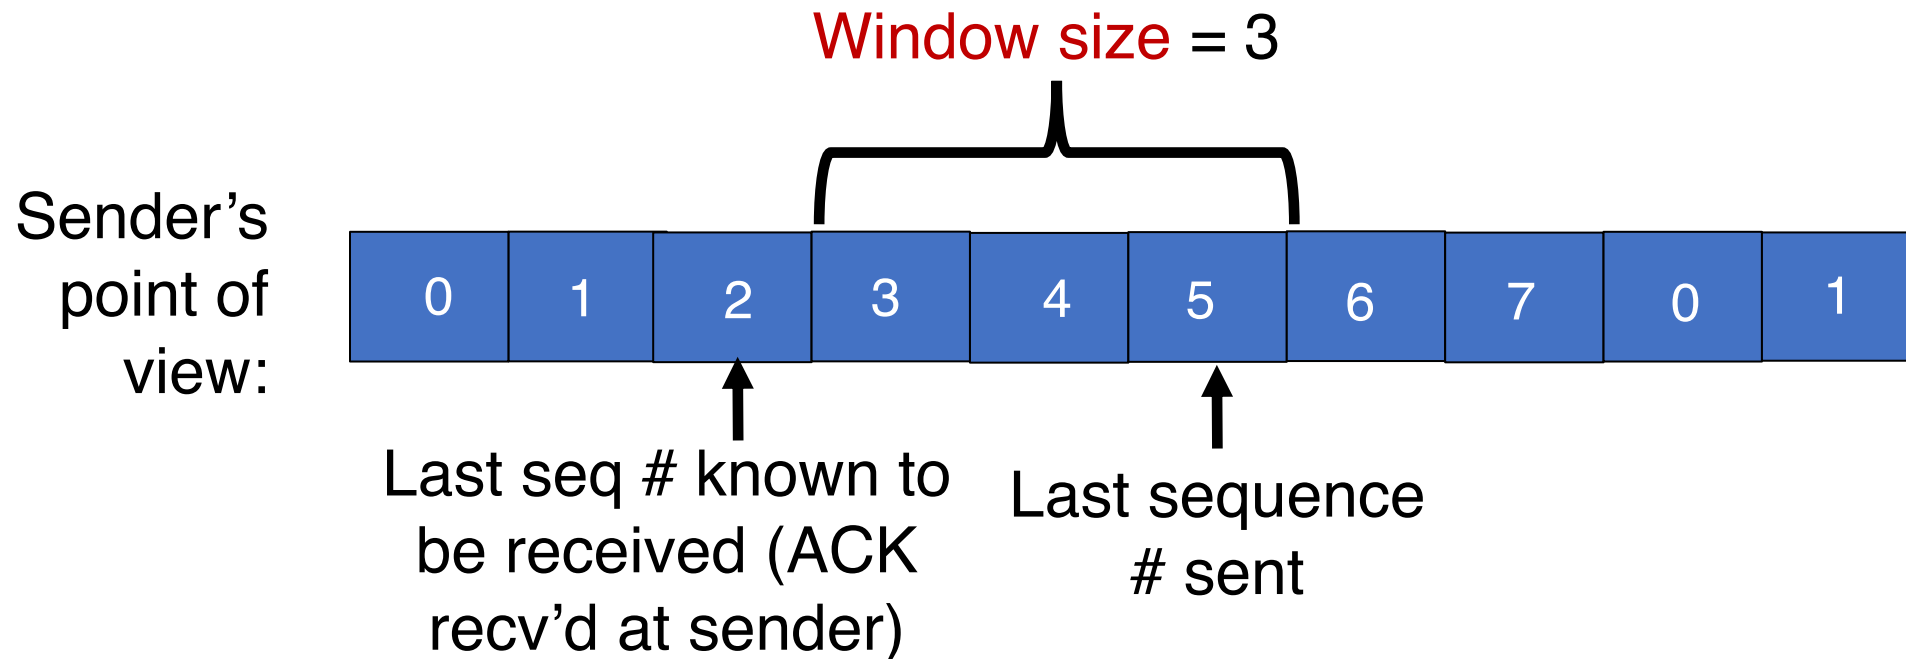 Window size = 3
Sender’s
point of
view:
0 1 2 3 4 5 6 7 0 1
Last seq # known to
be received (ACK
recv’d at sender)
Last sequence
# sent